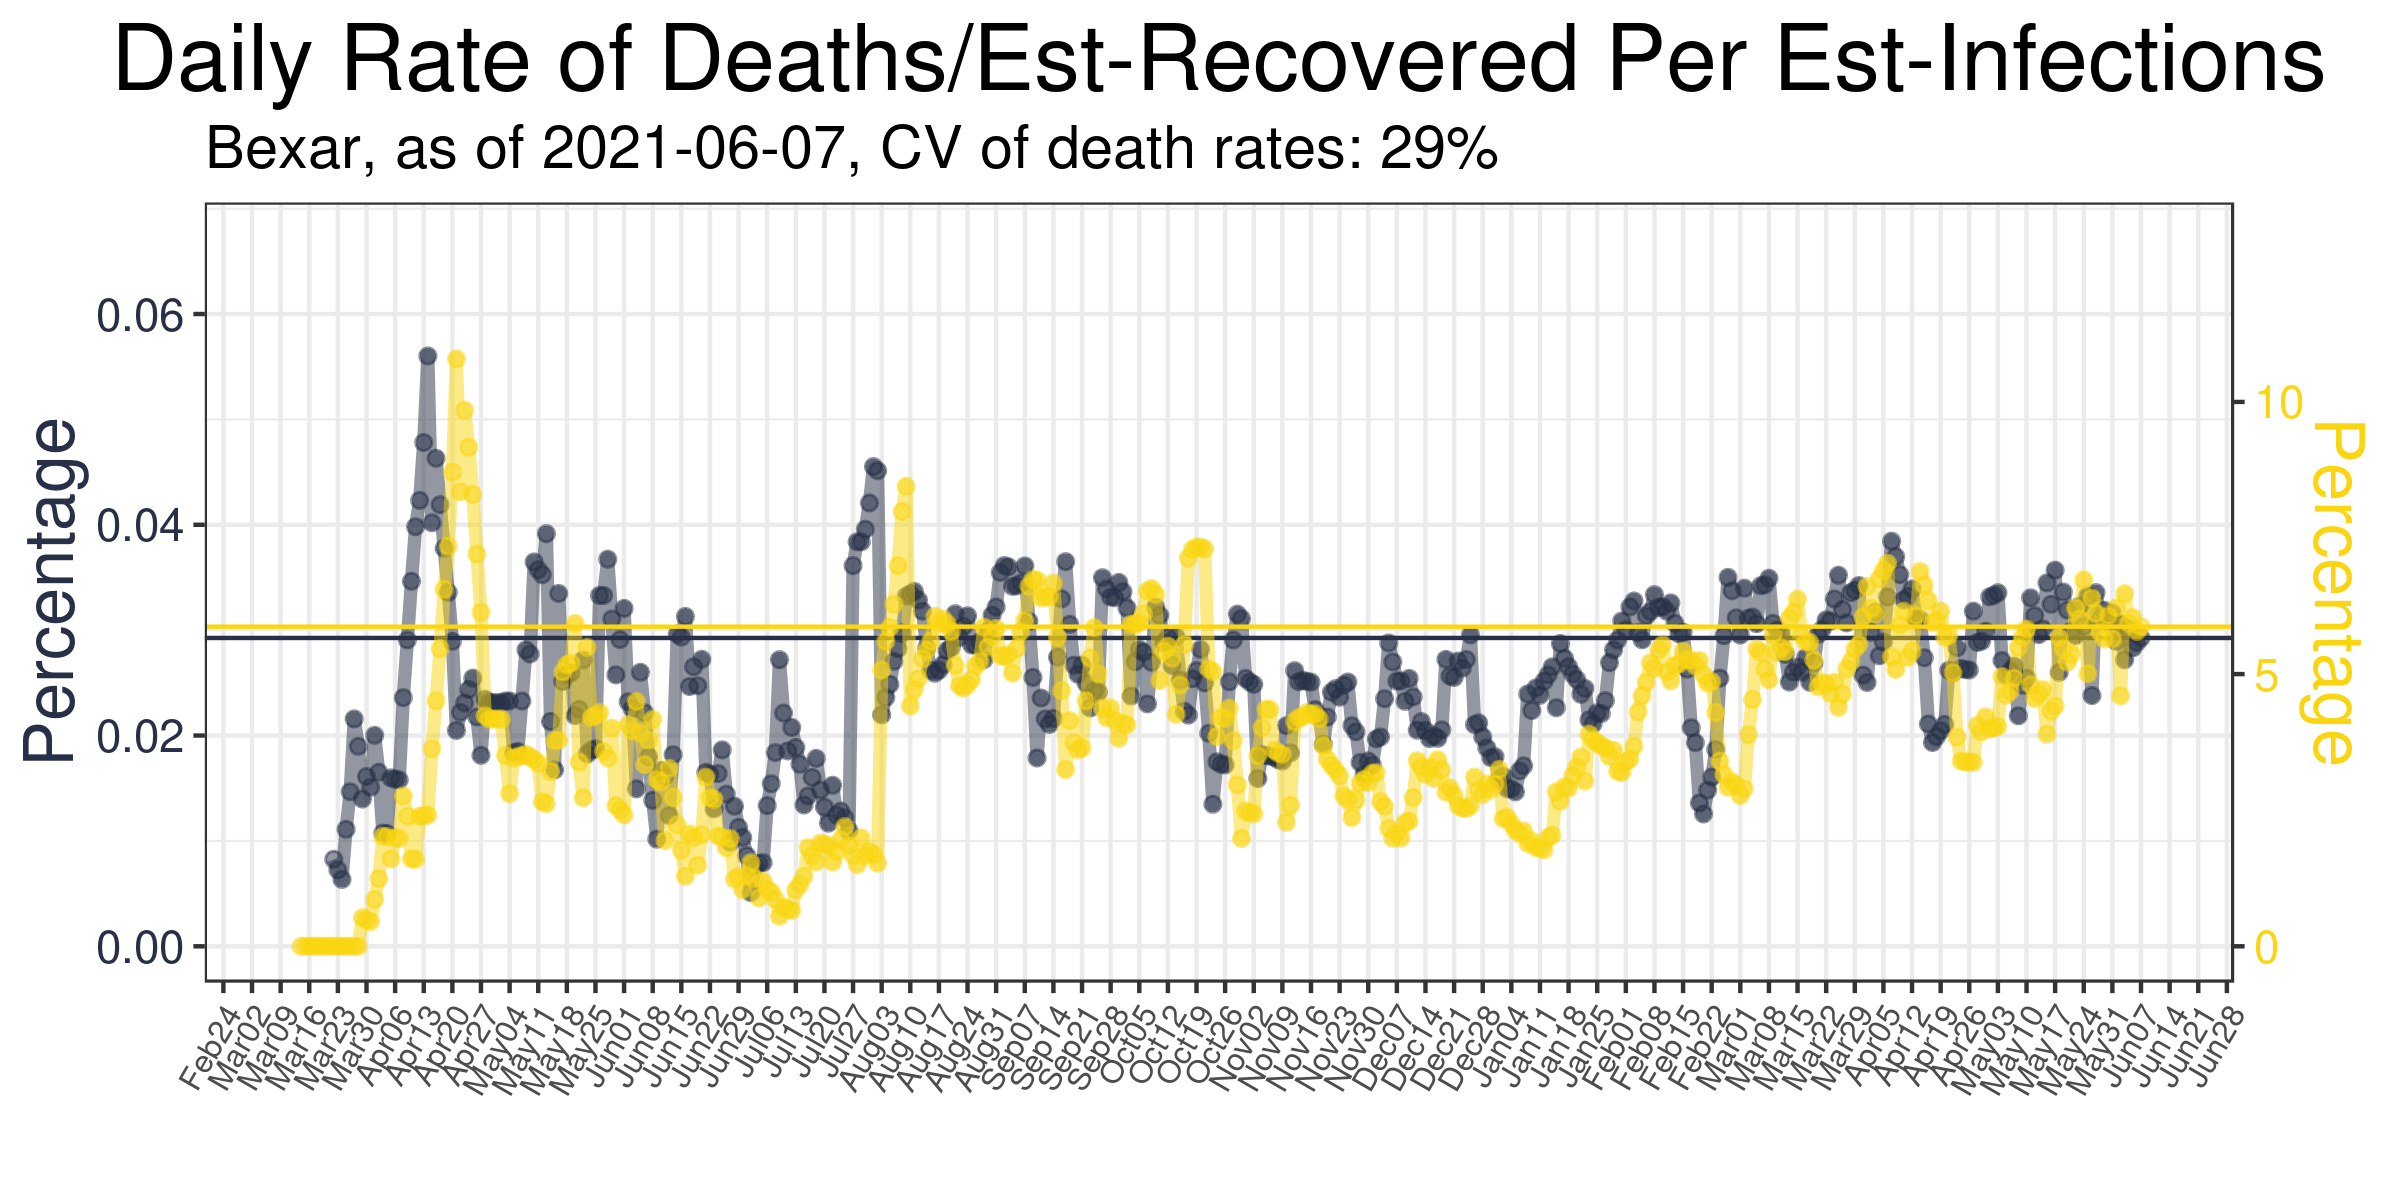 Daily Rate of Deaths/Est-Recovered Per Est-Infections
Bexar, as of 2021-06-07, CV of death rates: 29%
Percentage
0.06
0.04
0.02
0.00
10
5
0
Percentage
Feb24
Mar02
Mar09
Mar16
Mar23
Mar30
Apr06
Apr13
Apr20
Apr27
May04
May11
May18
May25
Jun01
Jun08
Jun15
Jun22
Jun29
Jul06
Jul13
Jul20
Jul27
Aug03
Aug10
Aug17
Aug24
Aug31
Sep07
Sep14
Sep21
Sep28
Oct05
Oct12
Oct19
Oct26
Nov02
Nov09
Nov16
Nov23
Nov30
Dec07
Dec14
Dec21
Dec28
Jan04
Jan11
Jan18
Jan25
Feb01
Feb08
Feb15
Feb22
Mar01
Mar08
Mar15
Mar22
Mar29
Apr05
Apr12
Apr19
Apr26
May03
May10
May17
May24
May31
Jun07
Jun14
Jun21
Jun28